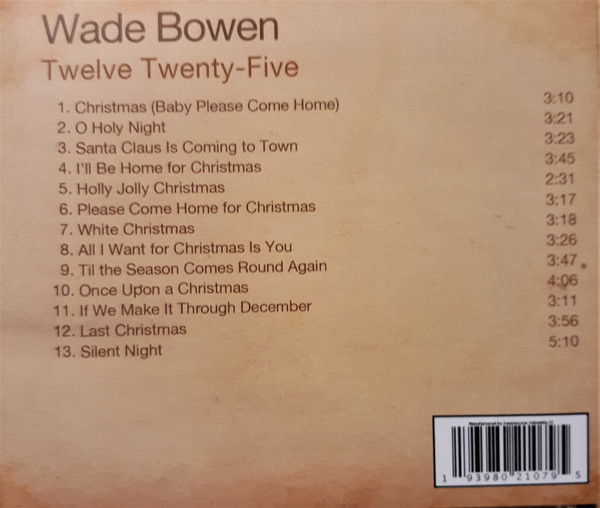 Wade Bowen
Twelve Twenty-Five
1. Christmas (Baby Please Come Home) 3:10
2. O Holy Night 3:21
3. Santa Claus Is Coming to Town 3:23
4. I'll Be Home for Christmas 3:45
5. Holly Jolly Christmas 2:31
6. Please Come Home for Christmas 3:17
7. White Christmas 3:18
8. All I Want for Christmas Is You 3:26
9. Til the Season Comes Round Again 3:47
10. Once Upon a Christmas 4:06
11. If We Make It Through December 3:11
12. Last Christmas 3:56
13. Silent Night 5:10
1 93980 21079 5